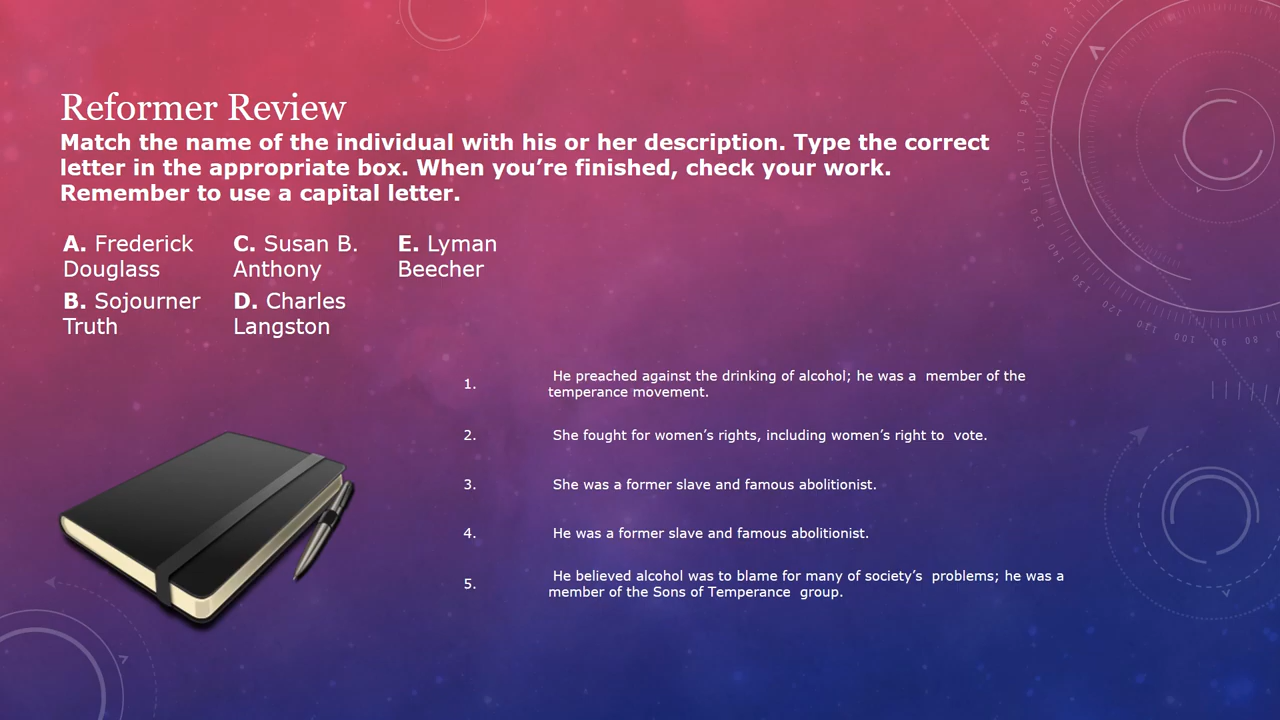 Reformer Review
Match the name of the individual with his or her description. Type the correct
letter in the appropriate box. When you’re finished, check your work.
Remember to use a capital letter.
A. Frederick
Douglass
C. Susan B.
Anthony
E. Lyman
Beecher
B. Sojourner
Truth
D. Charles
Langston
1. He preached against the drinking of alcohol; he was a member of the
temperance movement.
2. She fought for women’s rights, including women’s right to vote.
3. She was a former slave and famous abolitionist.
4. He was a former slave and famous abolitionist.
5. He believed alcohol was to blame for many of society’s problems; he was a
member of the Sons of Temperance group.